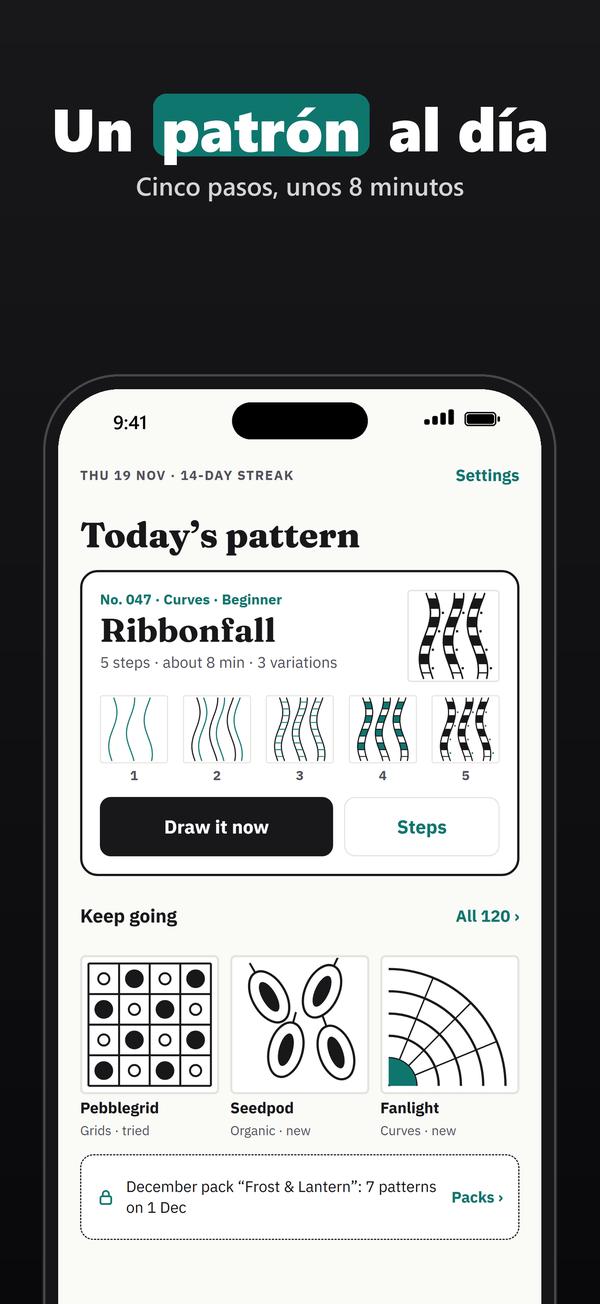 Un patrón al día
Cinco pasos, unos 8 minutos
9:41
THU 19 NOV · 14-DAY STREAK
Settings
Today’s pattern
No. 047 · Curves · Beginner
Ribbonfall
5 steps · about 8 min · 3 variations
1 2 3 4 5
Draw it now
Steps
Keep going
All 120 ›
Pebblegrid
Grids · tried
Seedpod
Organic · new
Fanlight
Curves · new
December pack “Frost & Lantern”: 7 patterns
on 1 Dec
Packs ›